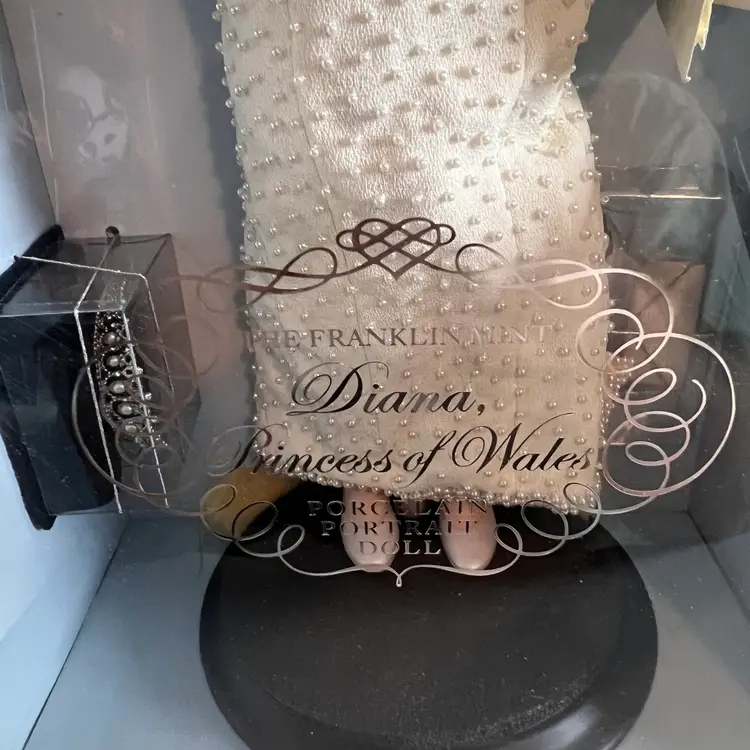 THE FRANKLIN MINT
Diana,
Princess of Wales
PORCELAIN
PORTRAIT
DOLL